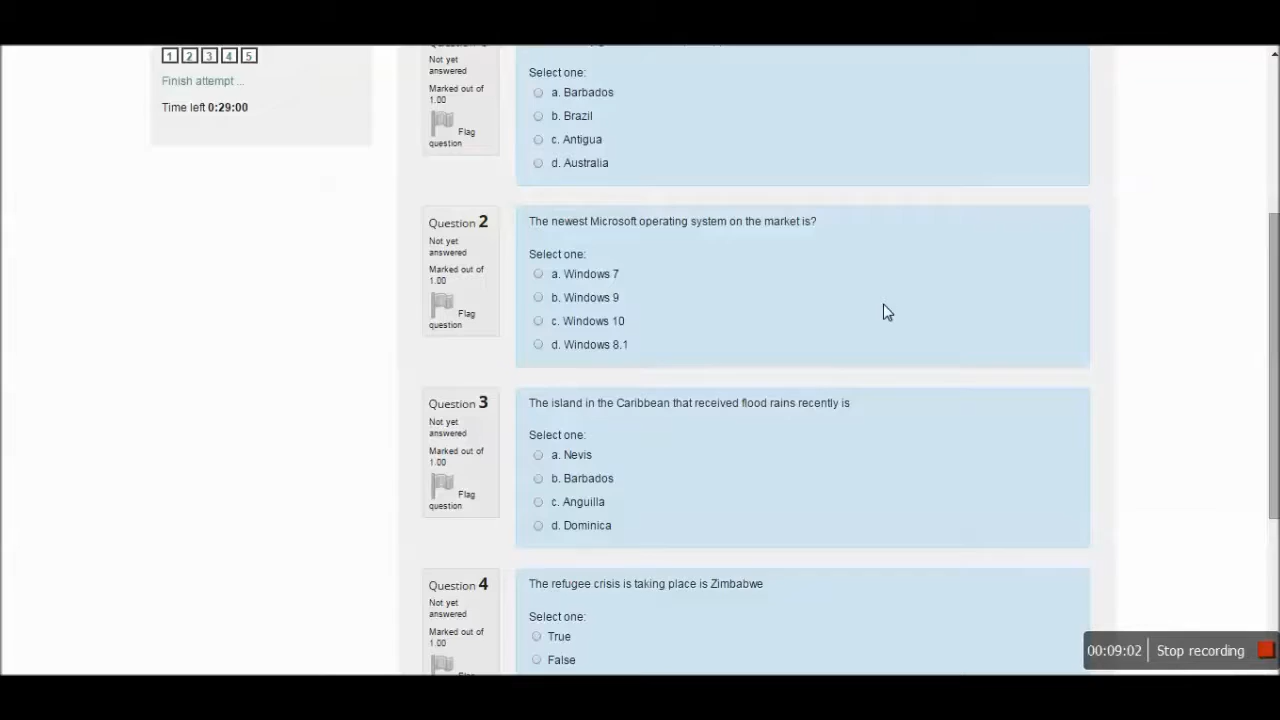 1 2 3 4 5
Finish attempt ...
Time left 0:29:00
Not yet
answered
Marked out of
1.00
Flag
question
Select one:
a. Barbados
b. Brazil
c. Antigua
d. Australia
Question 2
Not yet
answered
Marked out of
1.00
Flag
question
The newest Microsoft operating system on the market is?
Select one:
a. Windows 7
b. Windows 9
c. Windows 10
d. Windows 8.1
Question 3
Not yet
answered
Marked out of
1.00
Flag
question
The island in the Caribbean that received flood rains recently is
Select one:
a. Nevis
b. Barbados
c. Anguilla
d. Dominica
Question 4
Not yet
answered
Marked out of
1.00
The refugee crisis is taking place is Zimbabwe
Select one:
True
False
00:09:02 Stop recording